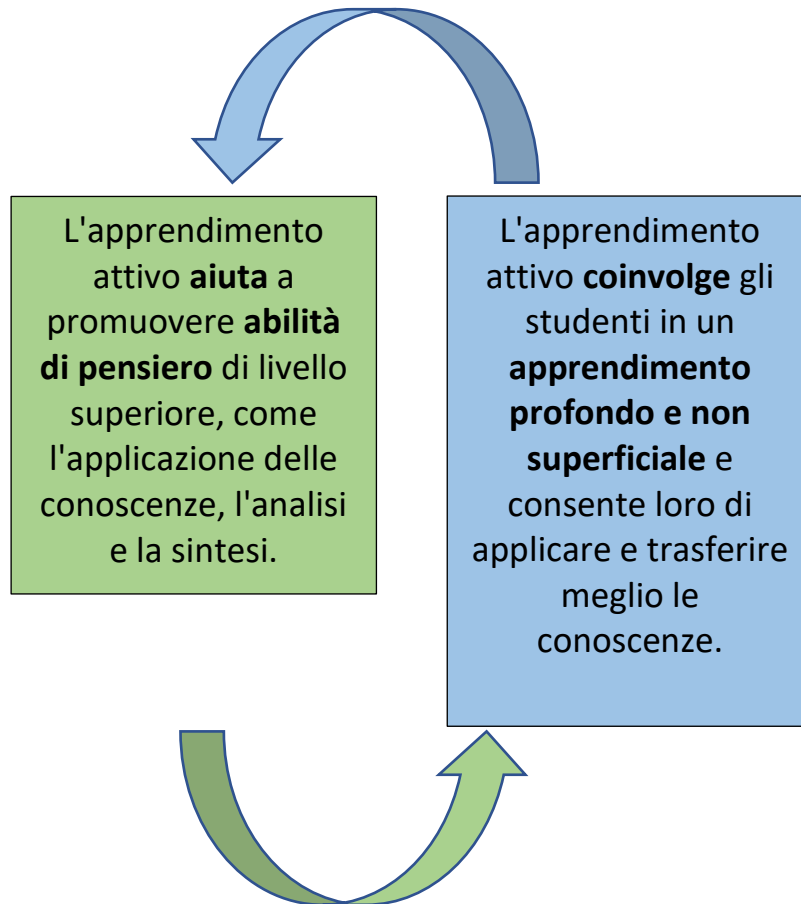 L'apprendimento
attivo aiuta a
promuovere abilità
di pensiero di livello
superiore, come
l'applicazione delle
conoscenze, l'analisi
e la sintesi.
L'apprendimento
attivo coinvolge gli
studenti in un
apprendimento
profondo e non
superficiale e
consente loro di
applicare e trasferire
meglio le
conoscenze.